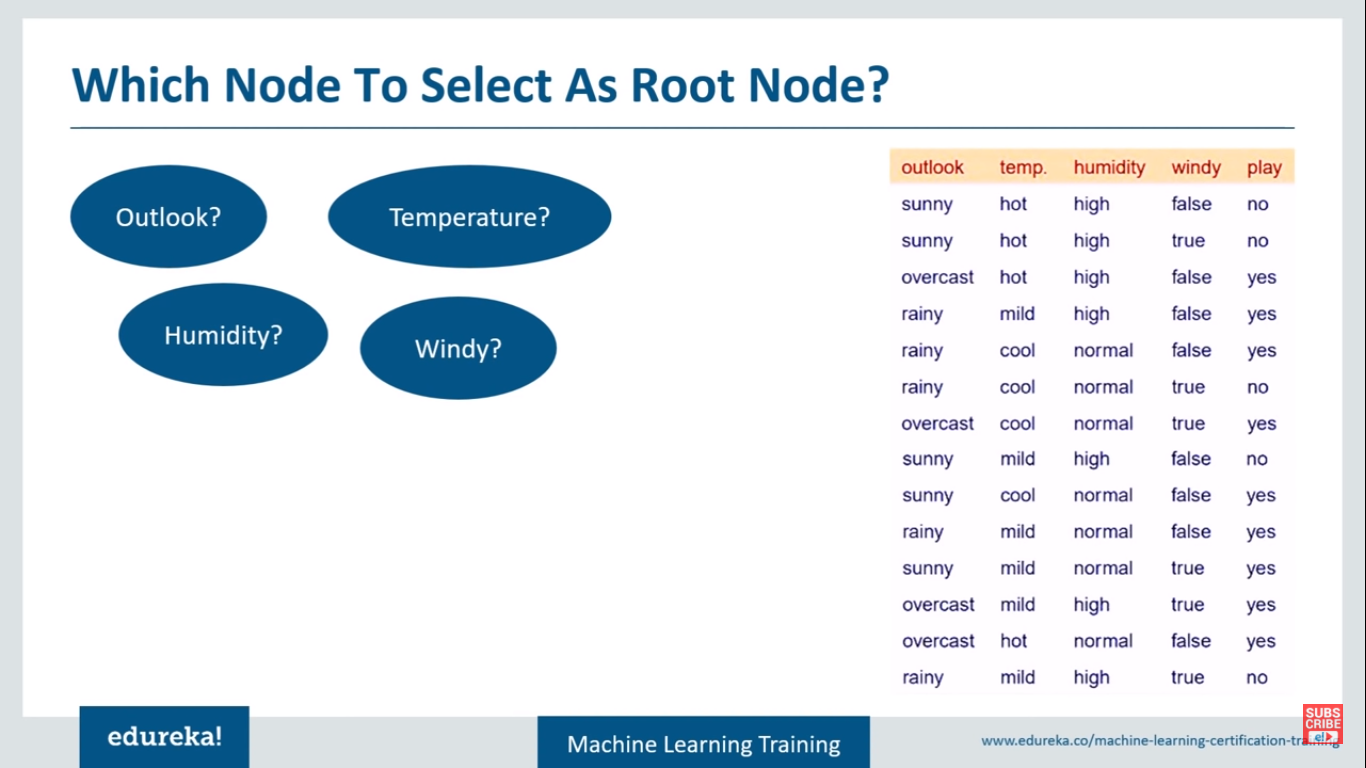 Which Node To Select As Root Node?
Outlook?
Temperature?
Humidity?
Windy?
outlook temp. humidity windy play
sunny hot high false no
sunny hot high true no
overcast hot high false yes
rainy mild high false yes
rainy cool normal false yes
rainy cool normal true no
overcast cool normal true yes
sunny mild high false no
sunny cool normal false yes
rainy mild normal false yes
sunny mild normal true yes
overcast mild high true yes
overcast hot normal false yes
rainy mild high true no
edureka!
Machine Learning Training
www.edureka.co/machine-learning-certification-training
SUBS
CRIBE
e!